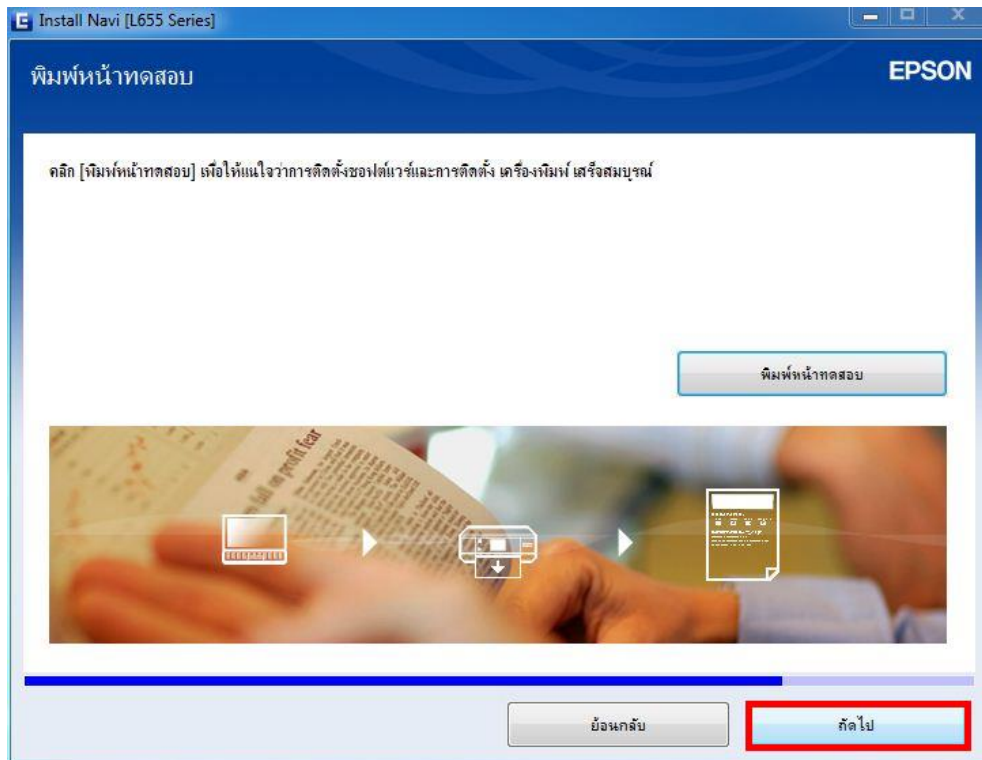 E Install Navi [L655 Series]
พิมพ์หน้าทดสอบ
EPSON
คลิก [พิมพ์หน้าทดสอบ] เพื่อให้แน่ใจว่าการติดตั้งซอฟต์แวร์และการติดตั้ง เครื่องพิมพ์ เสร็จสมบูรณ์
พิมพ์หน้าทดสอบ
fall on profit fear
ย้อนกลับ
ถัดไป